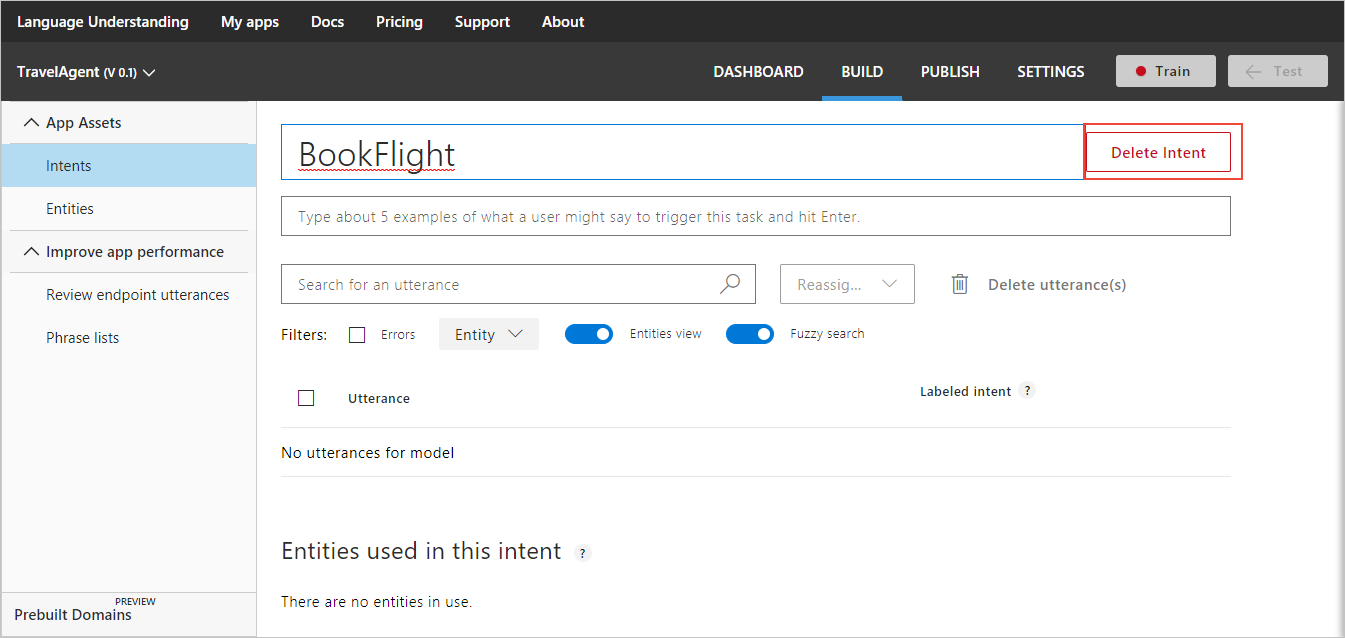 Language Understanding My apps Docs Pricing Support About
TravelAgent (V 0.1) DASHBOARD BUILD PUBLISH SETTINGS Train Test
App Assets
BookFlight Delete Intent
Intents
Entities
Type about 5 examples of what a user might say to trigger this task and hit Enter.
Improve app performance
Search for an utterance Reassig... Delete utterance(s)
Review endpoint utterances
Phrase lists
Filters: Errors Entity Entities view Fuzzy search
Utterance Labeled intent ?
No utterances for model
Entities used in this intent ?
There are no entities in use.
PREVIEW
Prebuilt Domains